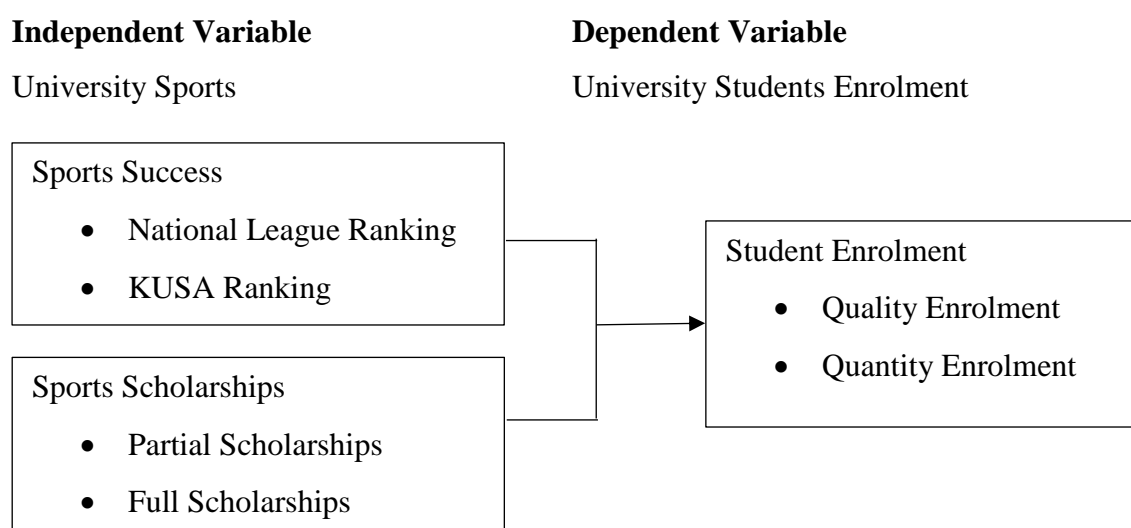 Independent Variable
Dependent Variable
University Sports
University Students Enrolment
Sports Success
• National League Ranking
• KUSA Ranking
Sports Scholarships
• Partial Scholarships
• Full Scholarships
Student Enrolment
• Quality Enrolment
• Quantity Enrolment